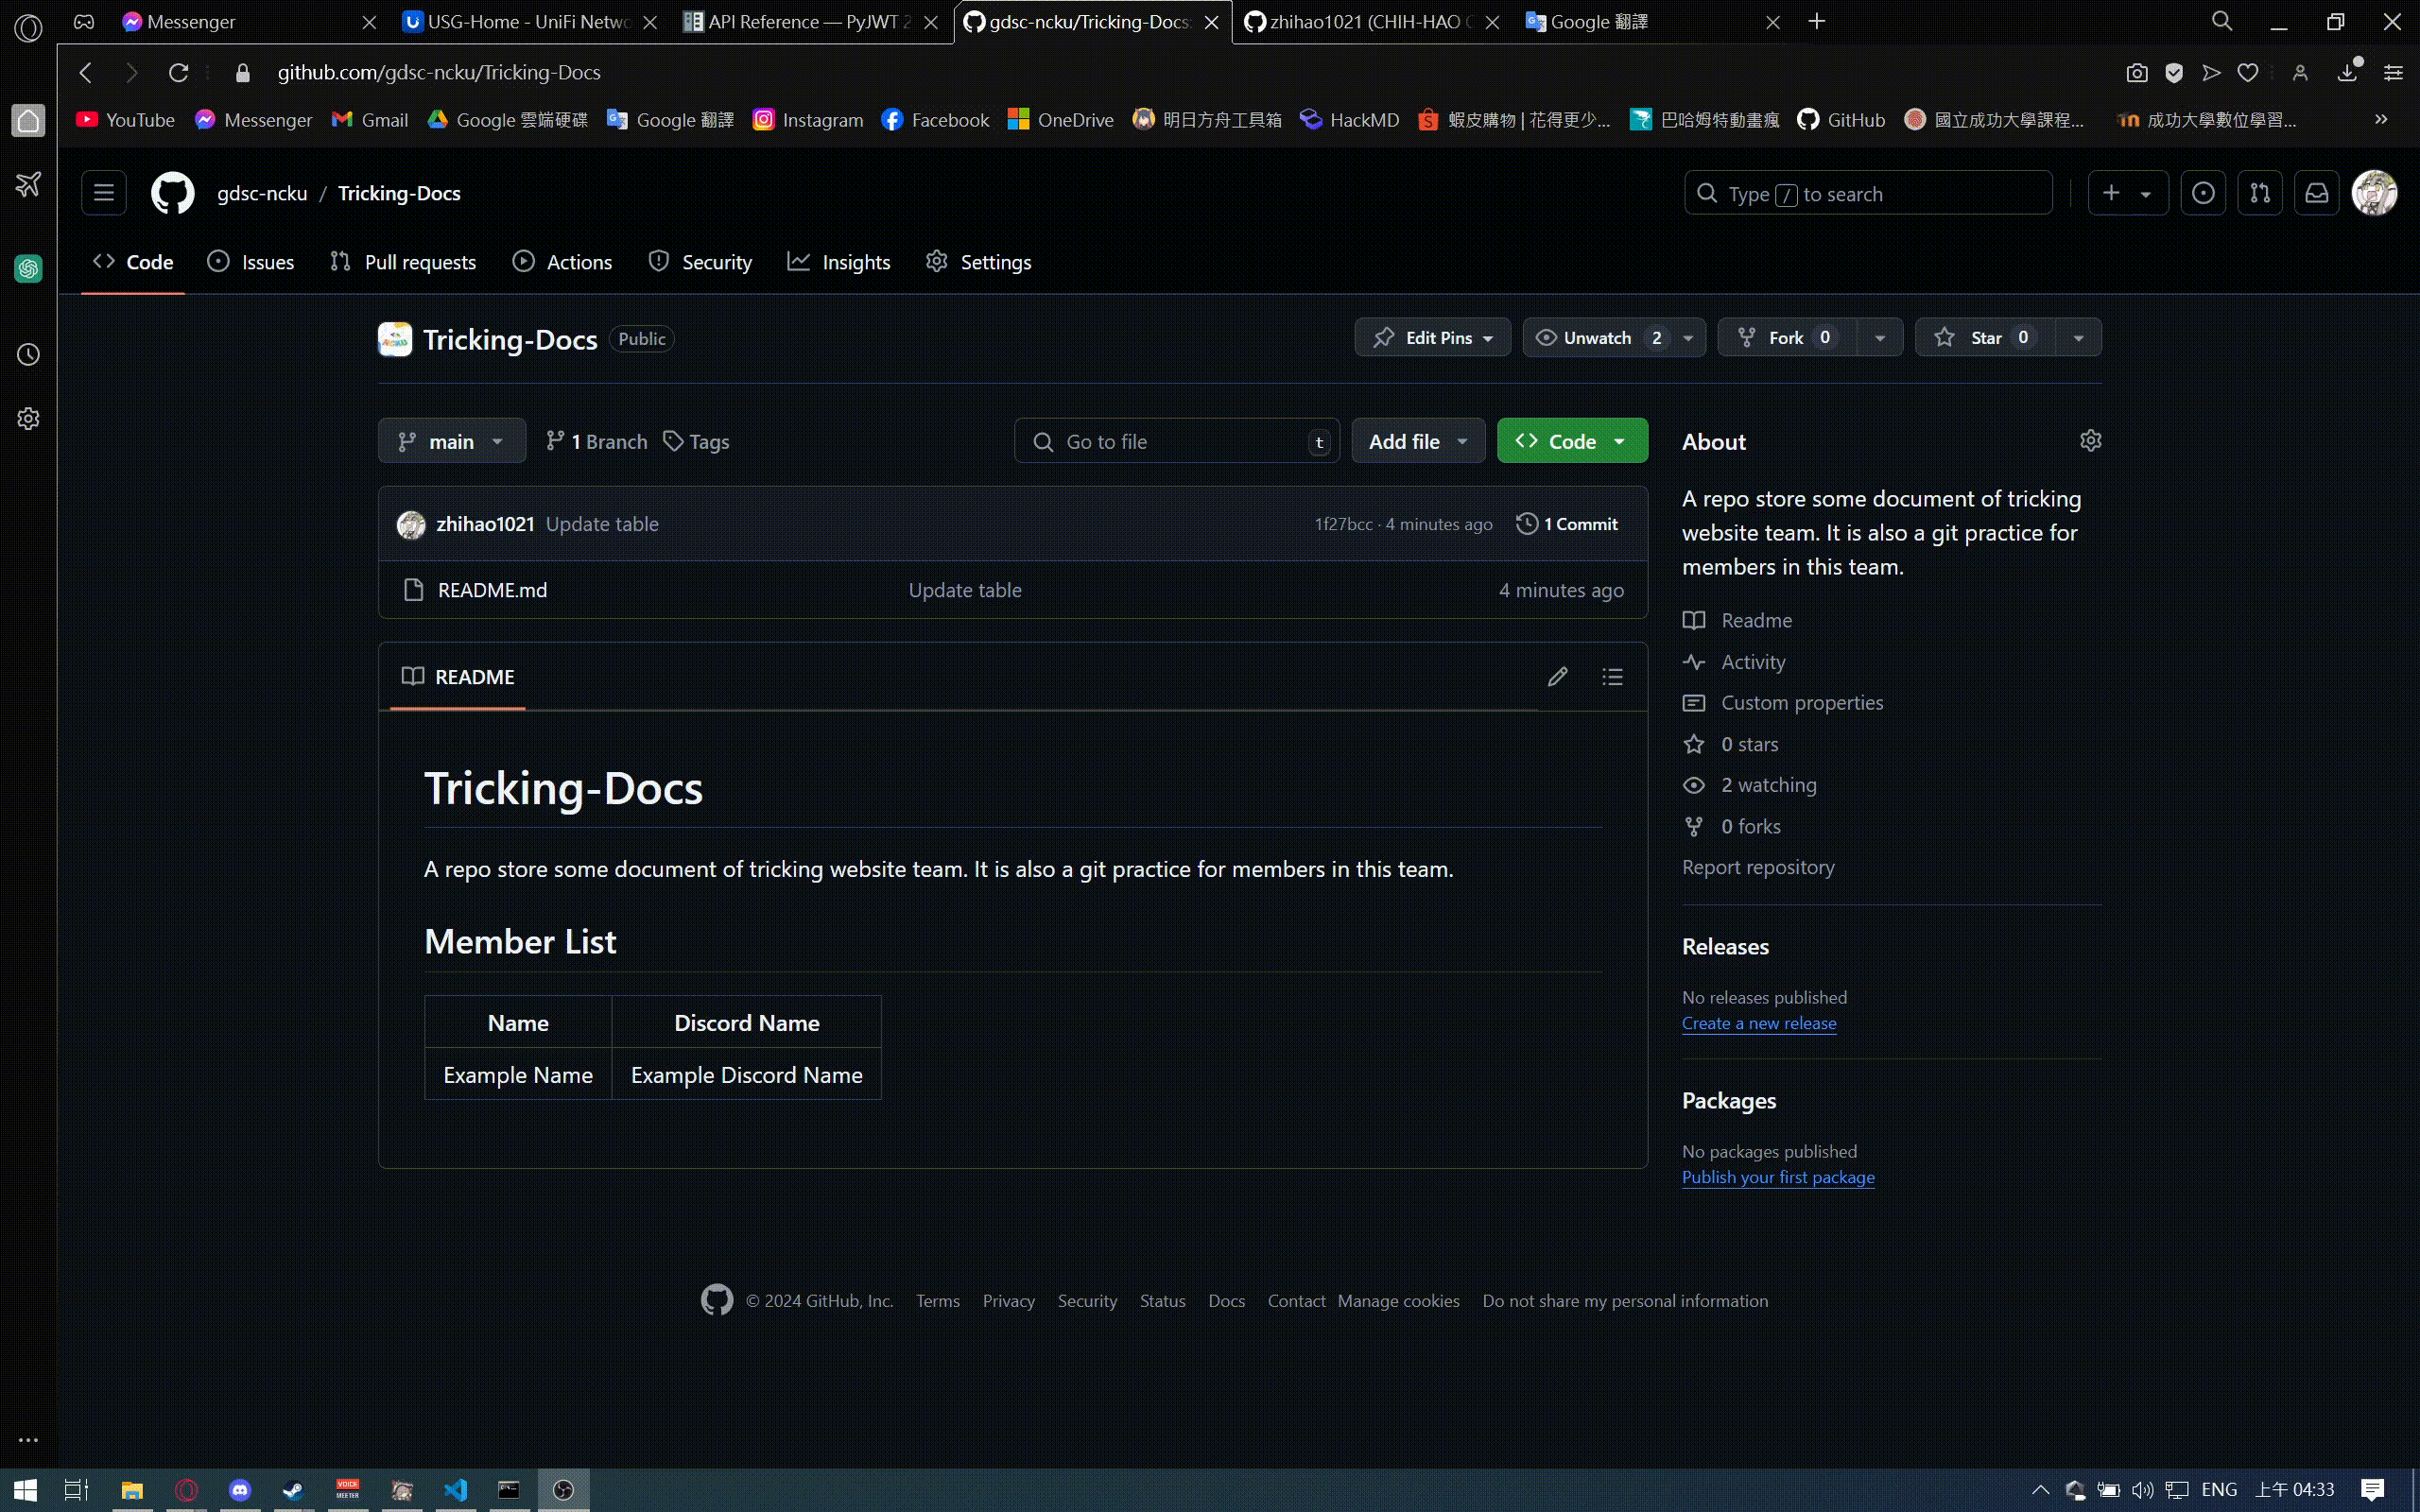 Messenger
USG-Home - UniFi Netwo
API Reference — PyJWT 2
gdsc-ncku/Tricking-Docs:
zhihao1021 (CHIH-HAO C
Google 翻譯
github.com/gdsc-ncku/Tricking-Docs
YouTube Messenger Gmail Google 雲端硬碟 Google 翻譯 Instagram Facebook OneDrive 明日方舟工具箱 HackMD 蝦皮購物 | 花得更少... 巴哈姆特動畫瘋 GitHub 國立成功大學課程... 成功大學數位學習...
gdsc-ncku / Tricking-Docs
Type / to search
Code Issues Pull requests Actions Security Insights Settings
NCKU
Tricking-Docs Public
Edit Pins Unwatch 2 Fork 0 Star 0
main 1 Branch Tags
Go to file t Add file Code
zhihao1021 Update table 1f27bcc · 4 minutes ago 1 Commit
README.md Update table 4 minutes ago
README
Tricking-Docs
A repo store some document of tricking website team. It is also a git practice for members in this team.
Member List
Name Discord Name
Example Name Example Discord Name
About
A repo store some document of tricking
website team. It is also a git practice for
members in this team.
Readme
Activity
Custom properties
0 stars
2 watching
0 forks
Report repository
Releases
No releases published
Create a new release
Packages
No packages published
Publish your first package
© 2024 GitHub, Inc. Terms Privacy Security Status Docs Contact Manage cookies Do not share my personal information
VOICE
MEETER
ENG 上午 04:33